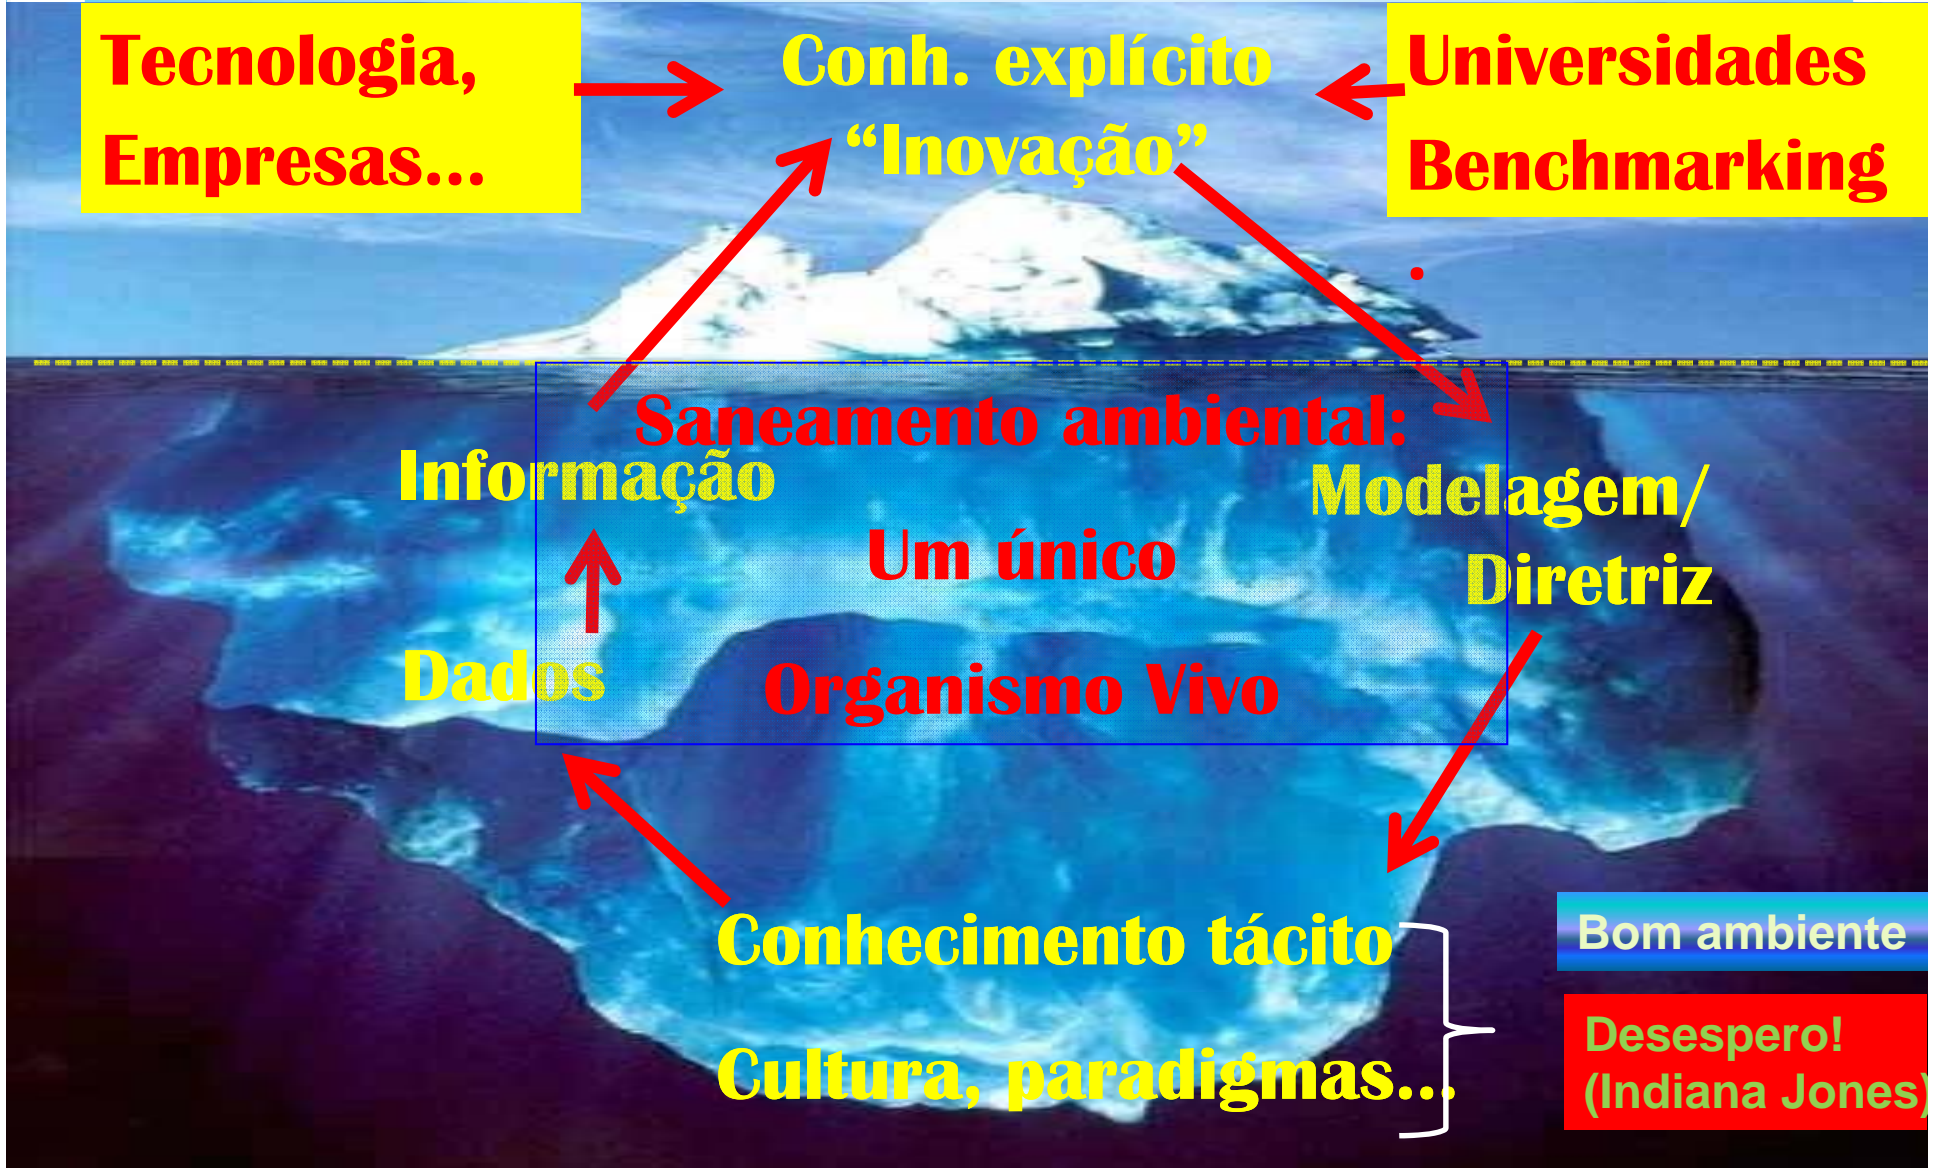 Tecnologia,
Empresas...
Conh. explícito
“Inovação”
Universidades
Benchmarking
.
Saneamento ambiental:
Um único
Organismo Vivo
Informação
Dados
Modelagem/
Diretriz
Conhecimento tácito
Cultura, paradigmas...
Bom ambiente
Desespero!
(Indiana Jones)